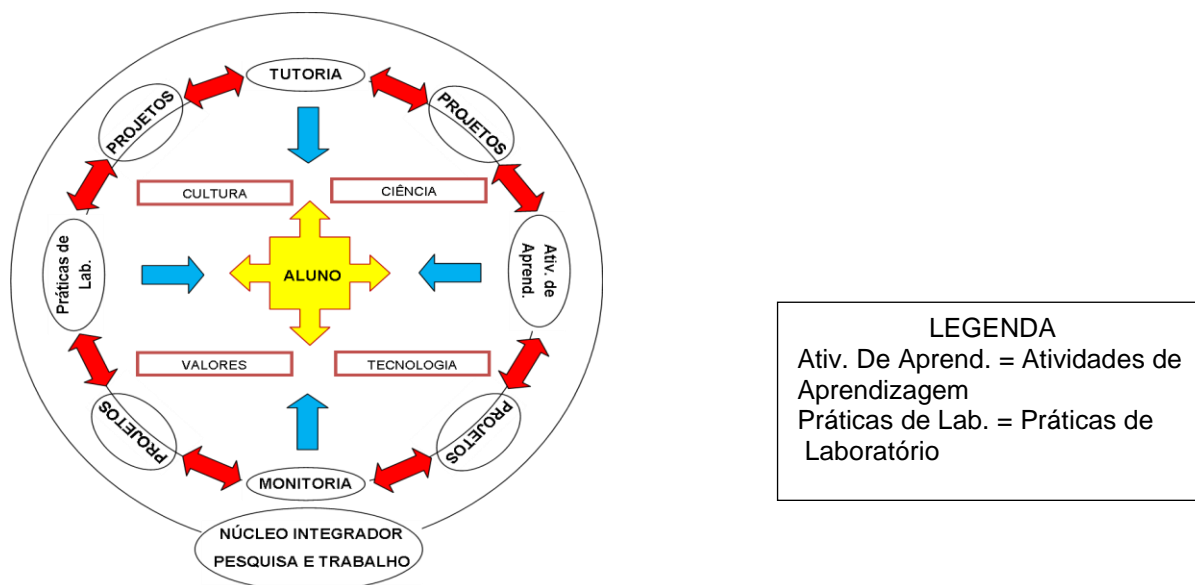 TUTORIA
PROJETOS
PROJETOS
CULTURA
CIÊNCIA
Práticas de
Lab.
ALUNO
Ativ. de
Aprend.
VALORES
TECNOLOGIA
PROJETOS
PROJETOS
MONITORIA
NÚCLEO INTEGRADOR
PESQUISA E TRABALHO
LEGENDA
Ativ. De Aprend. = Atividades de
Aprendizagem
Práticas de Lab. = Práticas de
Laboratório